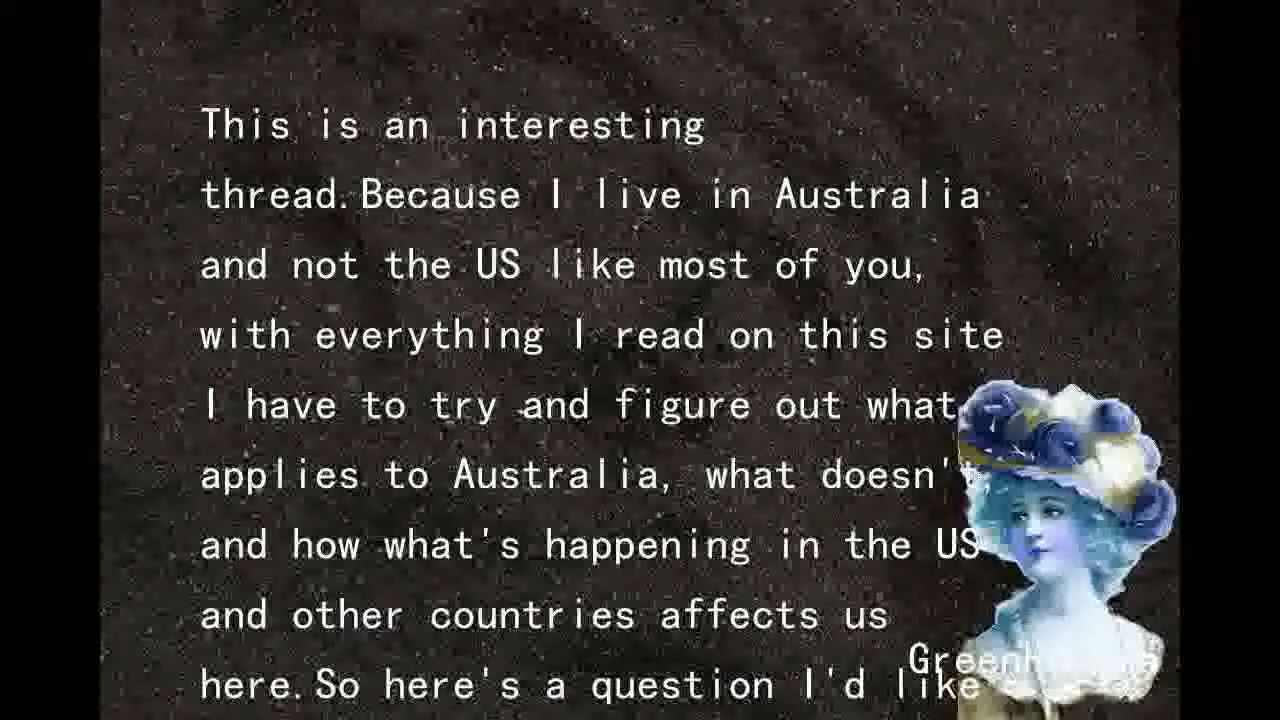 This is an interesting
thread.Because I live in Australia
and not the US like most of you,
with everything I read on this site
I have to try and figure out what
applies to Australia, what doesn't
and how what's happening in the US
and other countries affects us
here.So here's a question I'd like